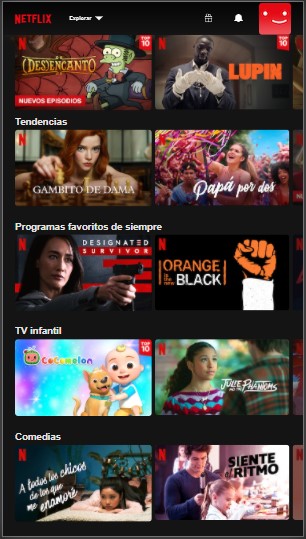 NETFLIX
Explorar
TOP 10
(DES)ENCANTO
NUEVOS EPISODIOS
TOP 10
LUPIN
Tendencias
GAMBITO DE DAMA
Papá por dos
Programas favoritos de siempre
DESIGNATED
SURVIVOR
ORANGE
IS THE NEW
BLACK
TV infantil
TOP 10
CoComelon
JULIE
AND THE PHANTOMS
Comedias
A todos los chicos
de los que
me enamoré
SIENTE
el RITMO